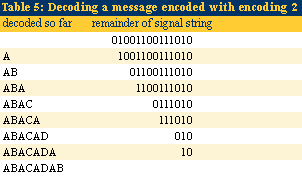 Table 5: Decoding a message encoded with encoding 2
decoded so far remainder of signal string
01001100111010
A 1001100111010
AB 01100111010
ABA 1100111010
ABAC 0111010
ABACA 111010
ABACAD 010
ABACADA 10
ABACADAB